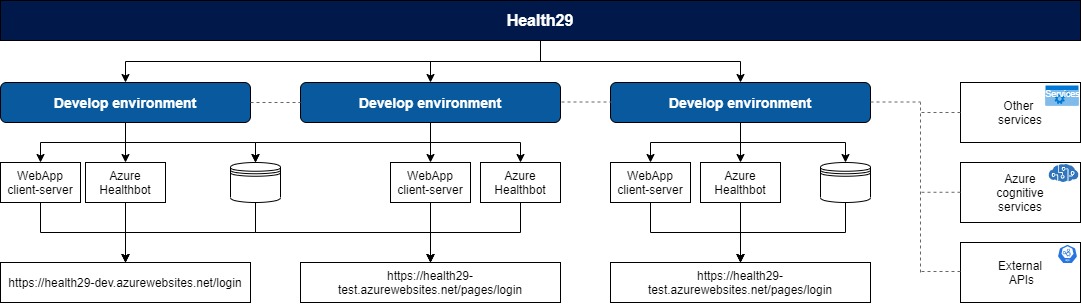 Health29
Develop environment
Develop environment
Develop environment
Services
Other
services
WebApp
client-server
Azure
Healthbot
WebApp
client-server
Azure
Healthbot
WebApp
client-server
Azure
Healthbot
Azure
cognitive
services
https://health29-dev.azurewebsites.net/login
https://health29-
test.azurewebsites.net/pages/login
https://health29-
test.azurewebsites.net/pages/login
External
APIs